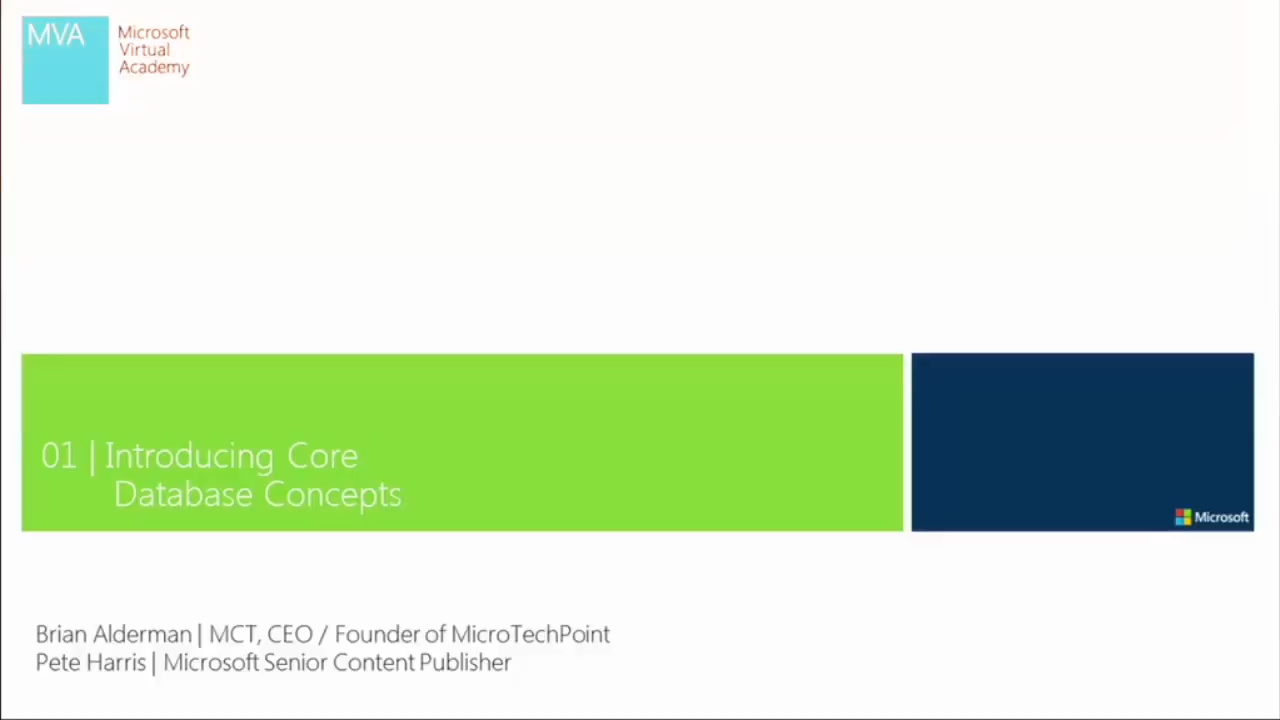 MVA
Microsoft
Virtual
Academy
01 | Introducing Core
Database Concepts
Microsoft
Brian Alderman | MCT, CEO / Founder of MicroTechPoint
Pete Harris | Microsoft Senior Content Publisher